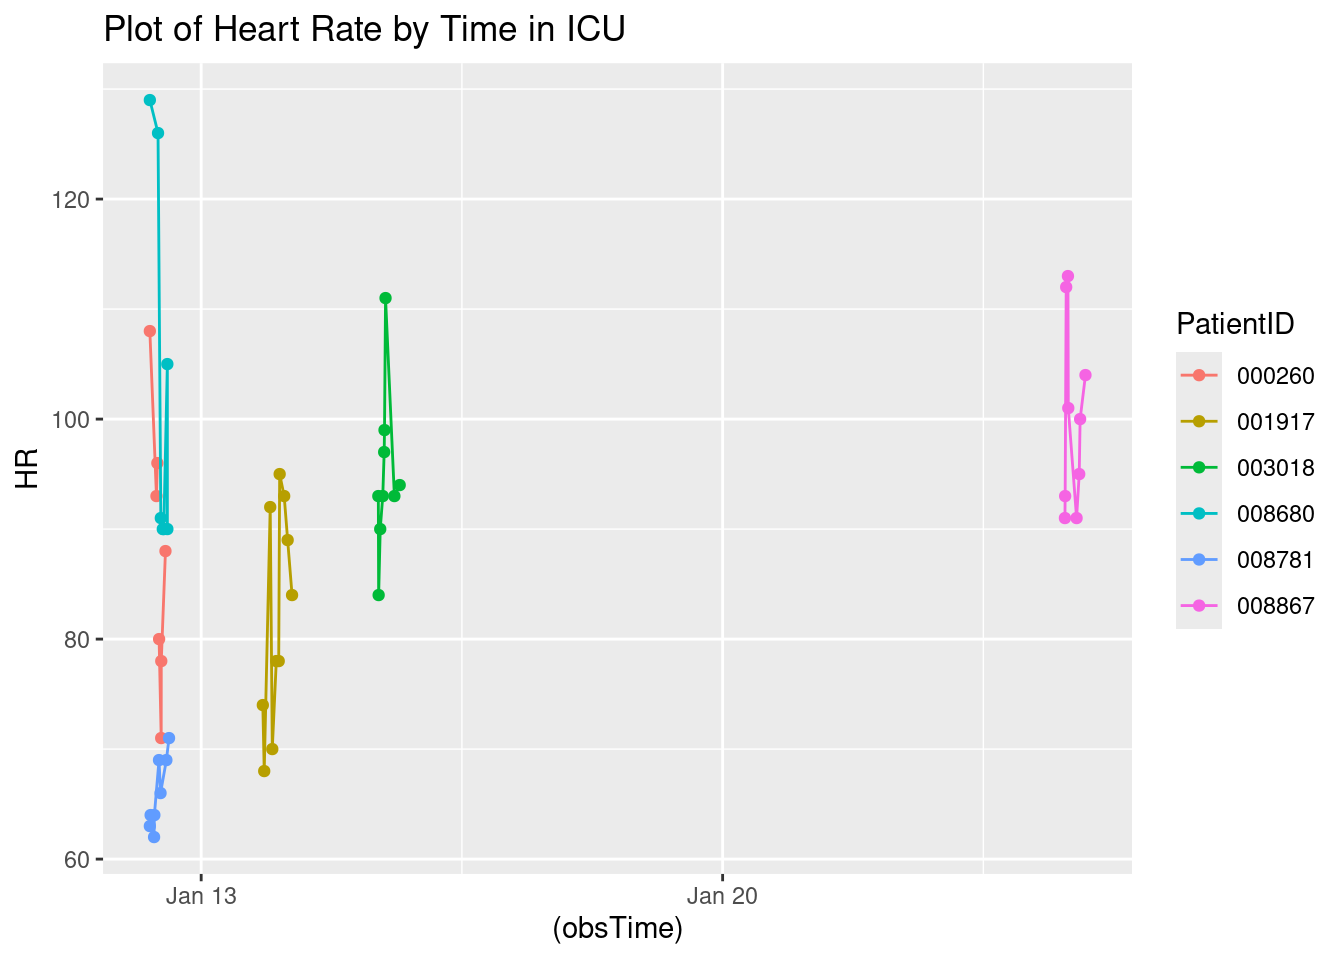 Plot of Heart Rate by Time in ICU
HR
120
100
80
60
Jan 13
Jan 20
(obsTime)
PatientID
000260
001917
003018
008680
008781
008867